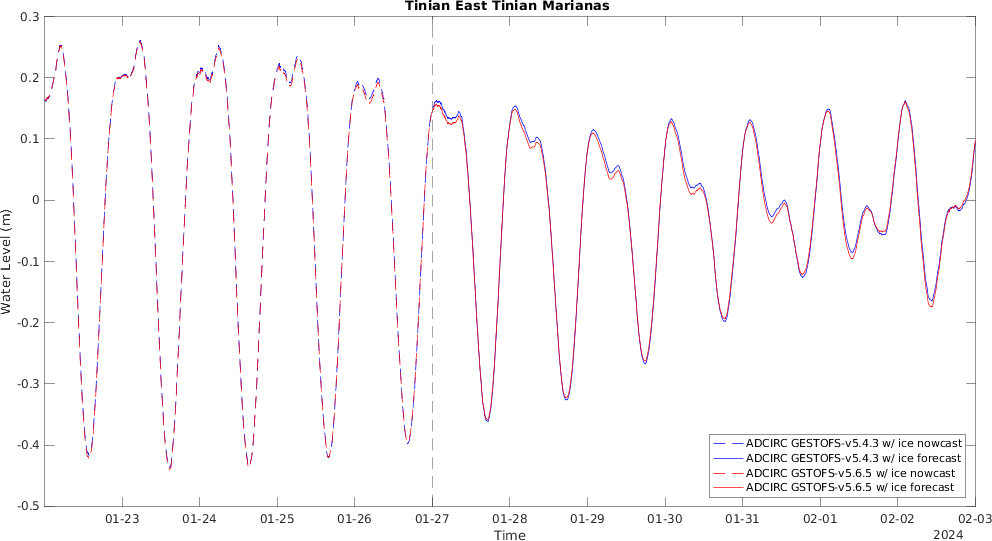 Tinian East Tinian Marianas
0.3
0.2
0.1
0
-0.1
-0.2
-0.3
-0.4
-0.5
Water Level (m)
ADCIRC GESTOFS-v5.4.3 w/ ice nowcast
ADCIRC GESTOFS-v5.4.3 w/ ice forecast
ADCIRC GSTOFS-v5.6.5 w/ ice nowcast
ADCIRC GSTOFS-v5.6.5 w/ ice forecast
01-23 01-24 01-25 01-26 01-27 01-28 01-29 01-30 01-31 02-01 02-02 02-03
Time
2024